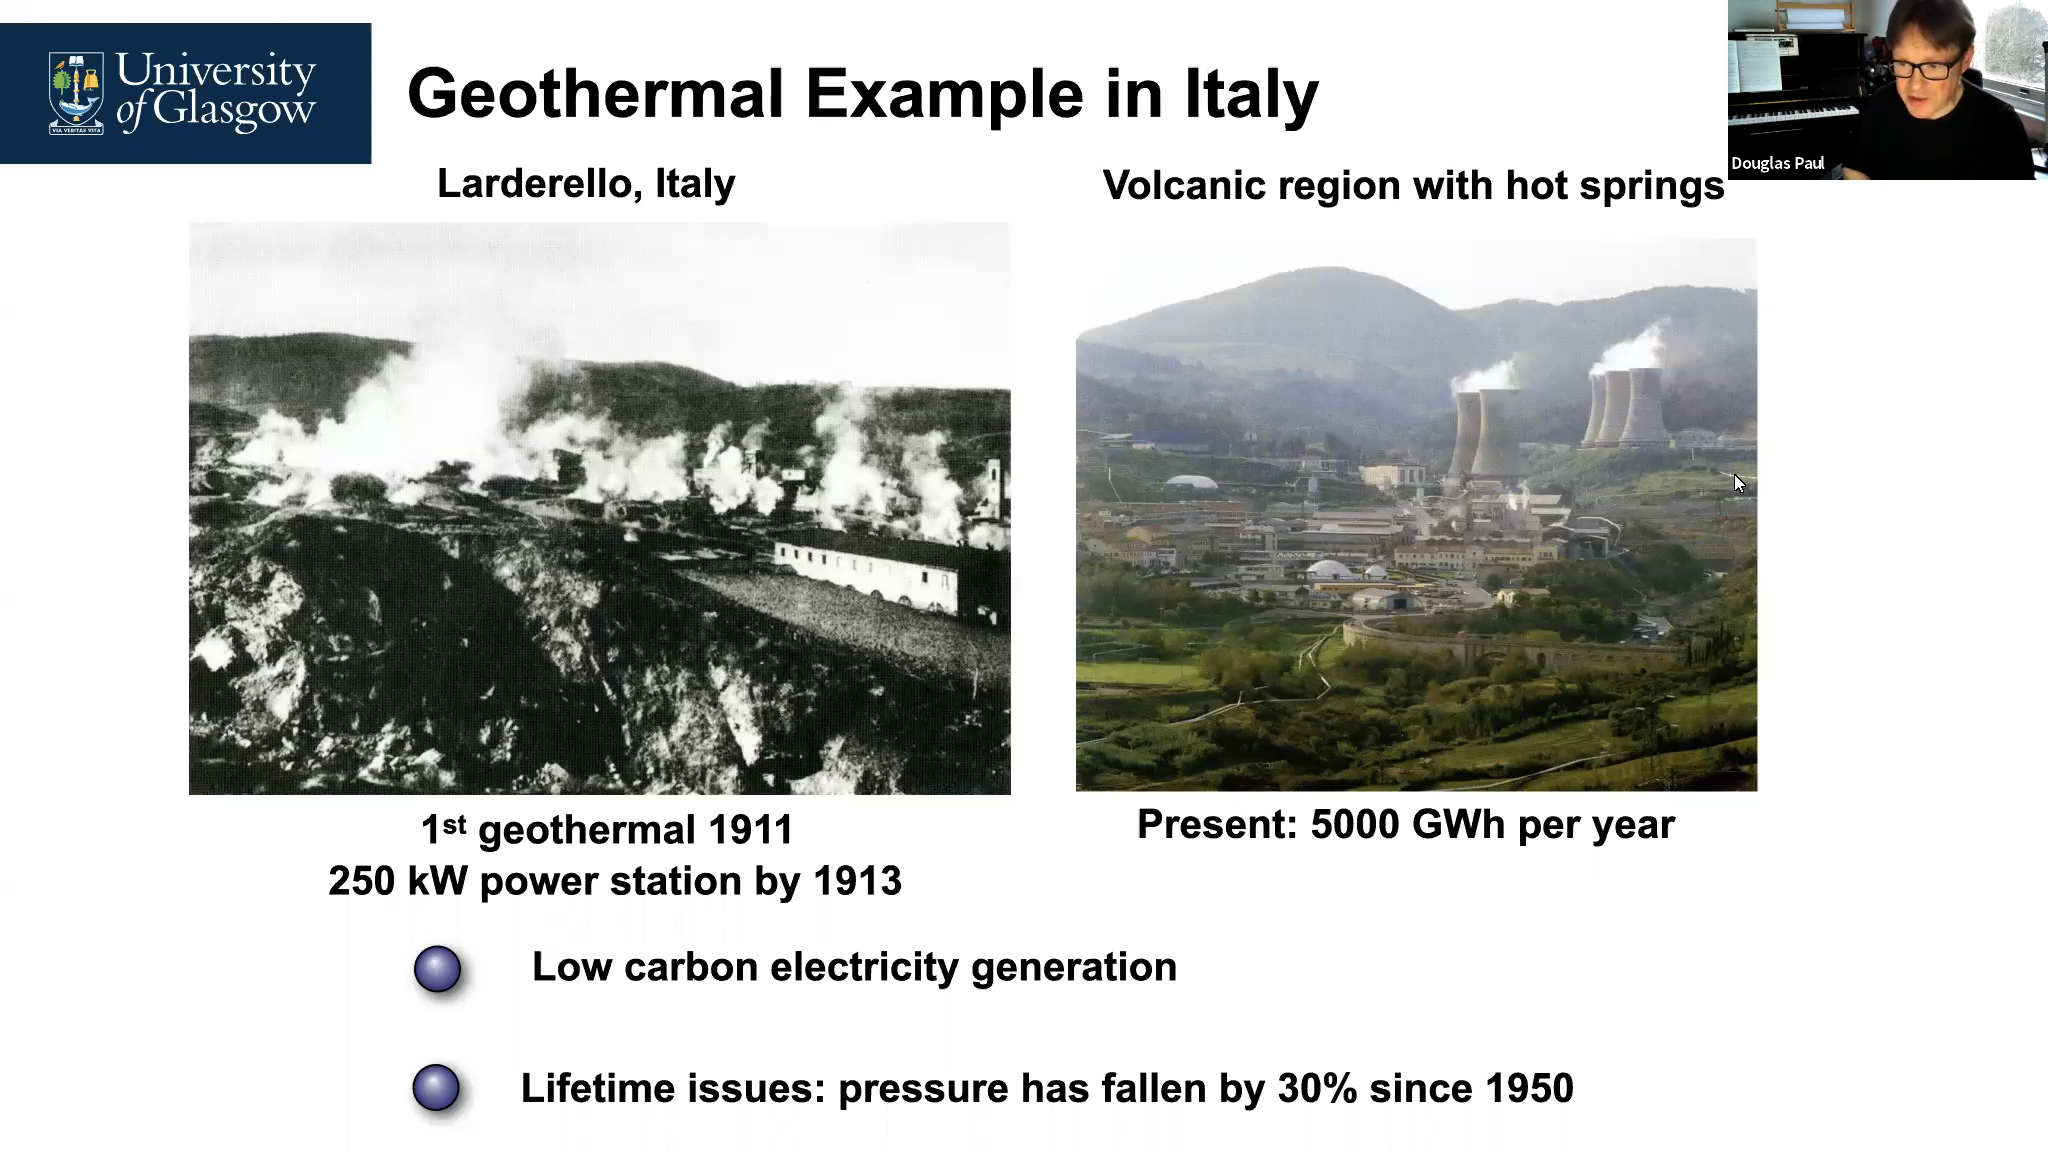 University
of Glasgow
VIA VERITAS VITA
Geothermal Example in Italy
Douglas Paul
Larderello, Italy
Volcanic region with hot springs
1st geothermal 1911
250 kW power station by 1913
Present: 5000 GWh per year
Low carbon electricity generation
Lifetime issues: pressure has fallen by 30% since 1950